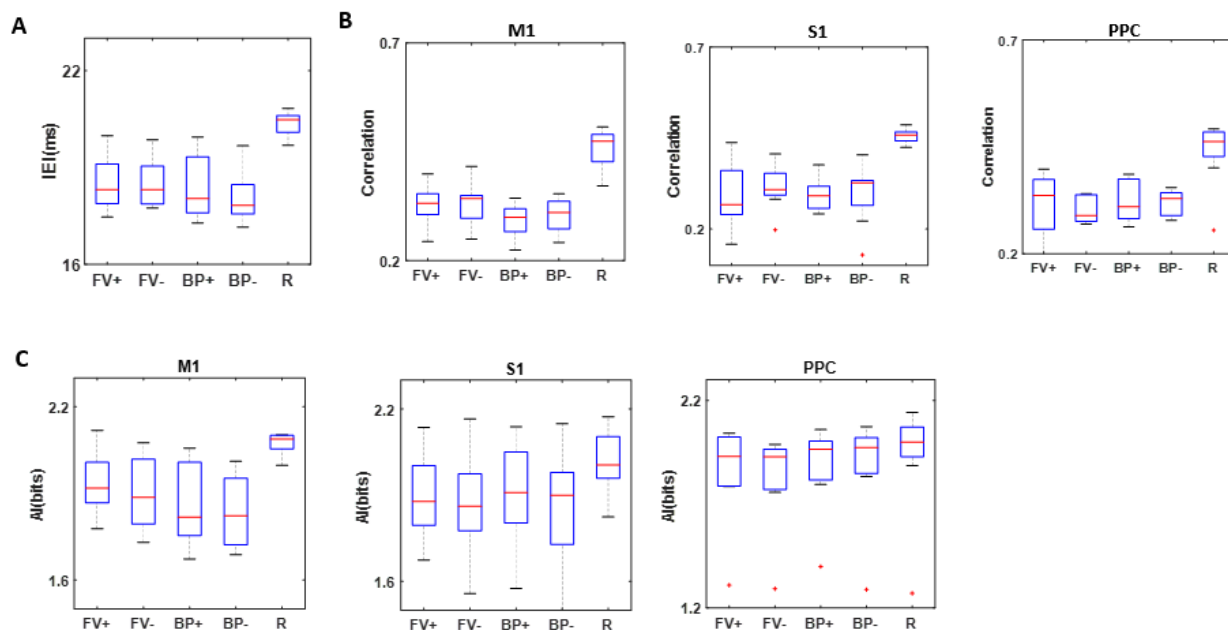 A
22
IEI(ms)
16
FV+ FV- BP+ BP- R
B
M1
0.7
Correlation
0.2
FV+ FV- BP+ BP- R
S1
0.7
Correlation
0.2
FV+ FV- BP+ BP- R
PPC
0.7
Correlation
0.2
FV+ FV- BP+ BP- R
C
M1
2.2
AI(bits)
1.6
FV+ FV- BP+ BP- R
S1
2.2
AI(bits)
1.6
FV+ FV- BP+ BP- R
PPC
2.2
AI(bits)
1.2
FV+ FV- BP+ BP- R